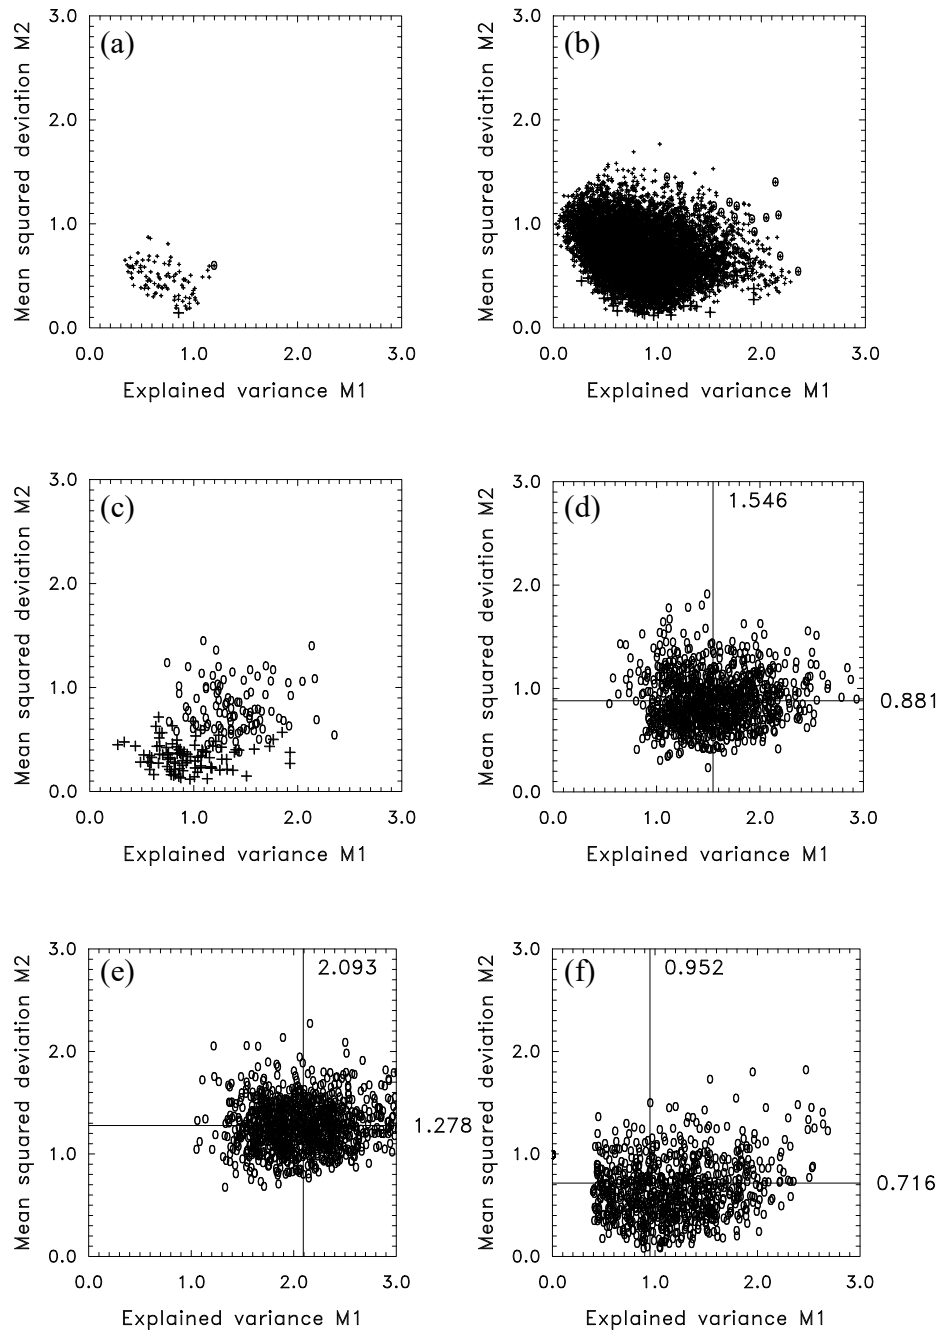 (a)
Mean squared deviation M2
3.0
2.0
1.0
0.0
0.0 1.0 2.0 3.0
Explained variance M1
(b)
Mean squared deviation M2
3.0
2.0
1.0
0.0
0.0 1.0 2.0 3.0
Explained variance M1
(c)
Mean squared deviation M2
3.0
2.0
1.0
0.0
0.0 1.0 2.0 3.0
Explained variance M1
(d)
1.546
Mean squared deviation M2
3.0
2.0
1.0
0.0
0.881
0.0 1.0 2.0 3.0
Explained variance M1
(e)
2.093
Mean squared deviation M2
3.0
2.0
1.0
0.0
1.278
0.0 1.0 2.0 3.0
Explained variance M1
(f)
0.952
Mean squared deviation M2
3.0
2.0
1.0
0.0
0.716
0.0 1.0 2.0 3.0
Explained variance M1